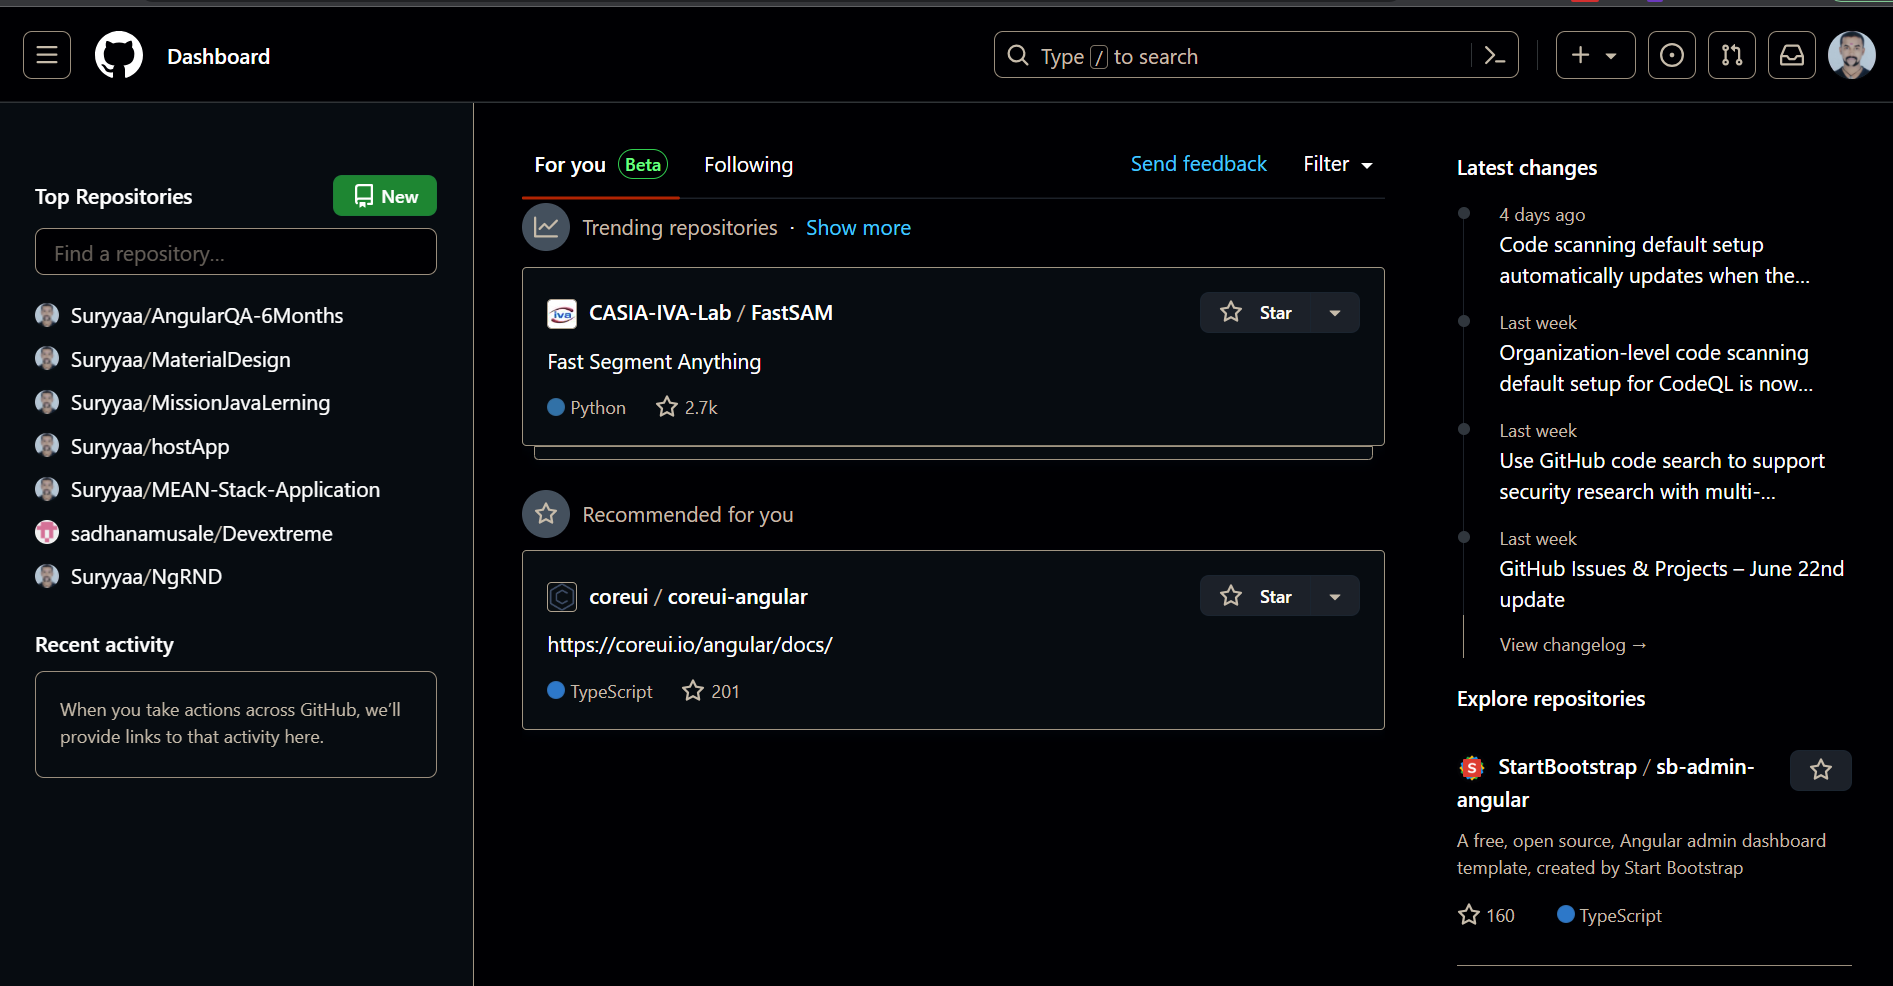 Dashboard
Type / to search
Top Repositories
New
Find a repository...
Suryyaa/AngularQA-6Months
Suryyaa/MaterialDesign
Suryyaa/MissionJavaLerning
Suryyaa/hostApp
Suryyaa/MEAN-Stack-Application
sadhanamusale/Devextreme
Suryyaa/NgRND
Recent activity
When you take actions across GitHub, we’ll
provide links to that activity here.
For you Beta Following Send feedback Filter
Trending repositories · Show more
iva CASIA-IVA-Lab / FastSAM Star
Fast Segment Anything
Python 2.7k
Recommended for you
coreui / coreui-angular Star
https://coreui.io/angular/docs/
TypeScript 201
Latest changes
4 days ago
Code scanning default setup
automatically updates when the...
Last week
Organization-level code scanning
default setup for CodeQL is now...
Last week
Use GitHub code search to support
security research with multi-...
Last week
GitHub Issues & Projects – June 22nd
update
View changelog →
Explore repositories
S StartBootstrap / sb-admin-
angular
A free, open source, Angular admin dashboard
template, created by Start Bootstrap
160 TypeScript